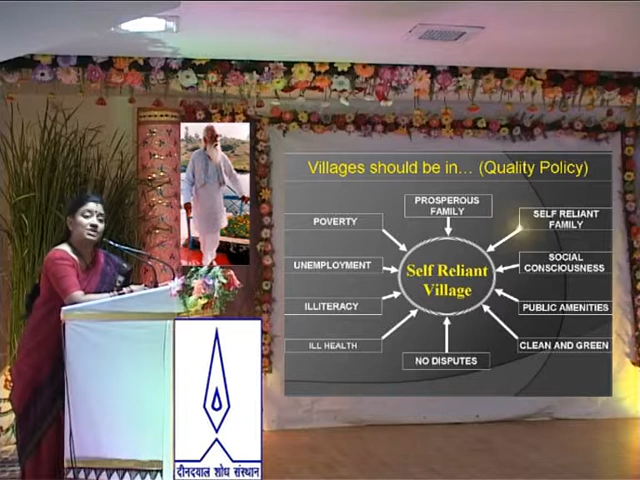 Villages should be in... (Quality Policy)
PROSPEROUS
FAMILY
POVERTY
SELF RELIANT
FAMILY
UNEMPLOYMENT
Self Reliant
Village
SOCIAL
CONSCIOUSNESS
ILLITERACY
PUBLIC AMENITIES
ILL HEALTH
CLEAN AND GREEN
NO DISPUTES
दीनदयाल शोध संस्थान